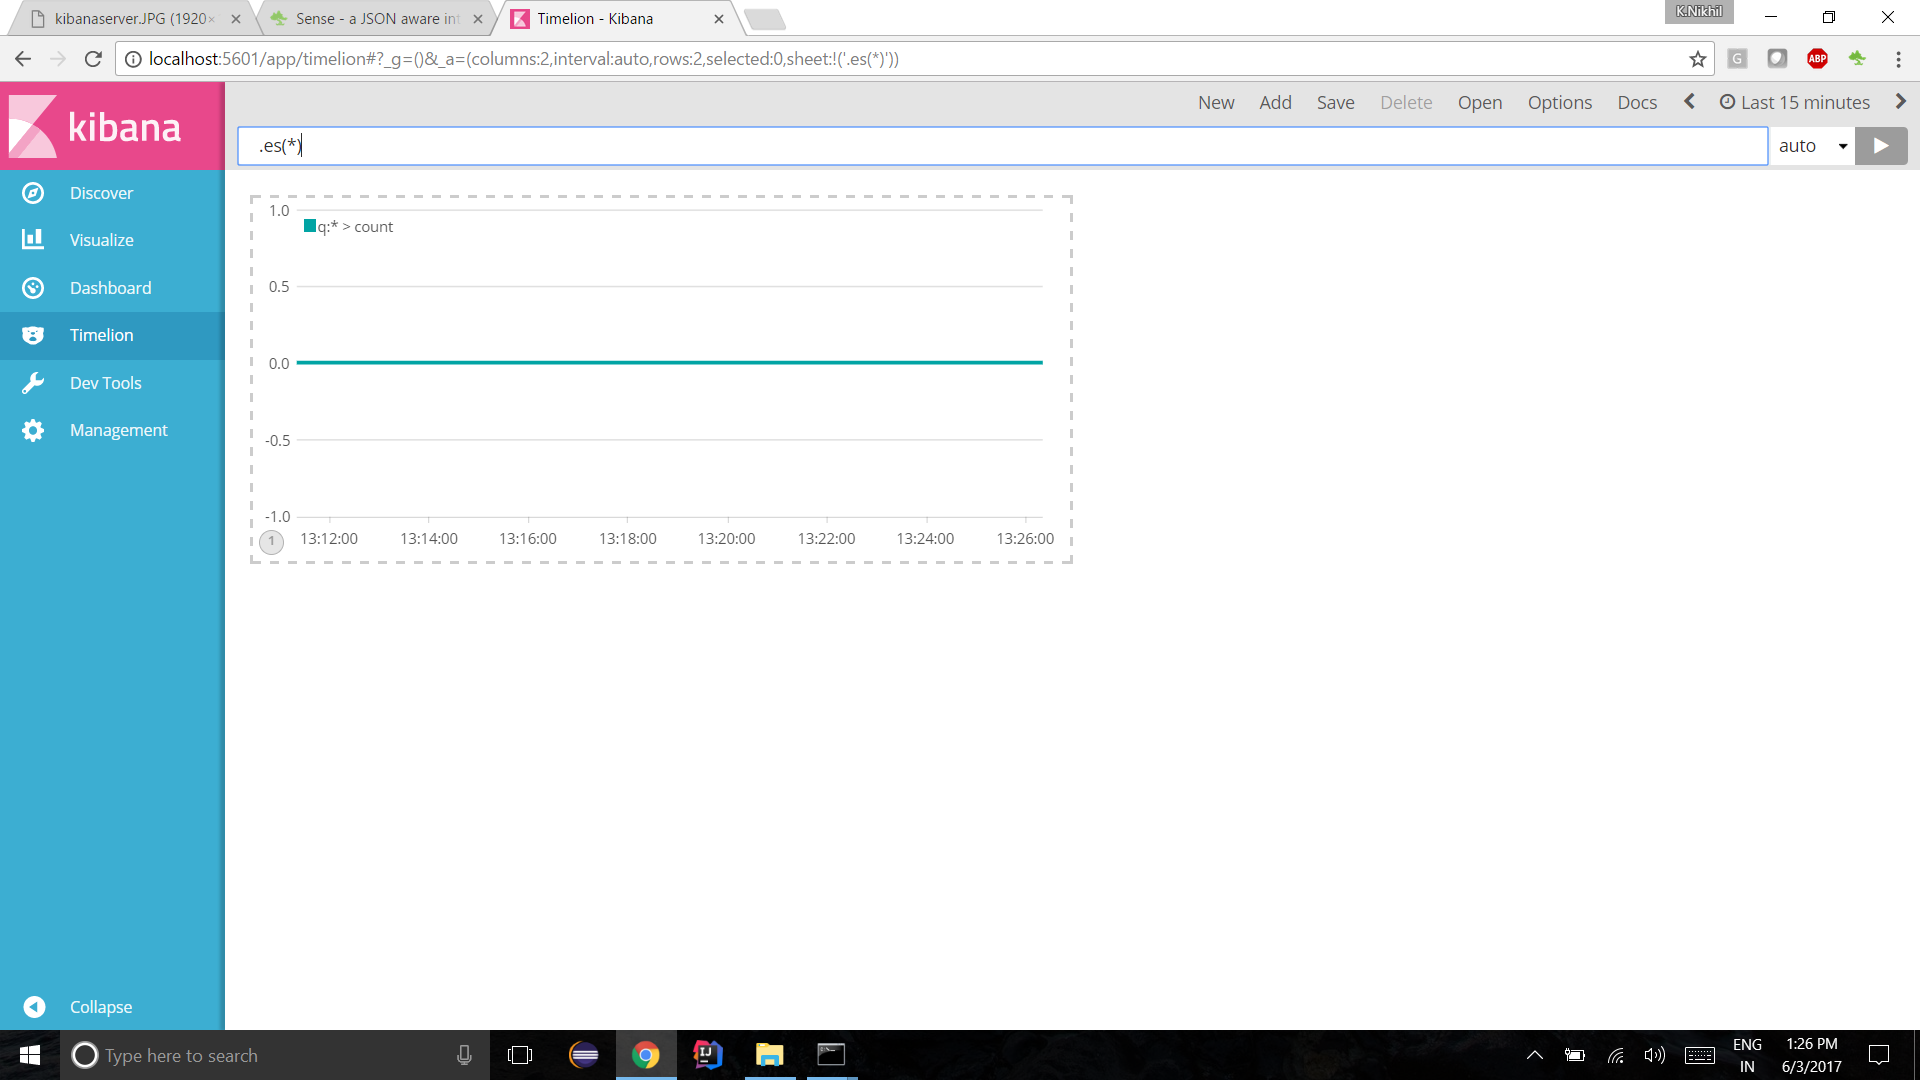 kibanaserver.JPG (1920×
Sense - a JSON aware int
Timelion - Kibana
K.Nikhil
localhost:5601/app/timelion#?_g=()&_a=(columns:2,interval:auto,rows:2,selected:0,sheet:!('.es(*)'))
G
ABP
kibana
New
Add
Save
Delete
Open
Options
Docs
Last 15 minutes
.es(*)
auto
Discover
Visualize
Dashboard
Timelion
Dev Tools
Management
Collapse
q:* > count
1.0
0.5
0.0
-0.5
-1.0
1
13:12:00
13:14:00
13:16:00
13:18:00
13:20:00
13:22:00
13:24:00
13:26:00
Type here to search
IJ
ENG
IN
1:26 PM
6/3/2017